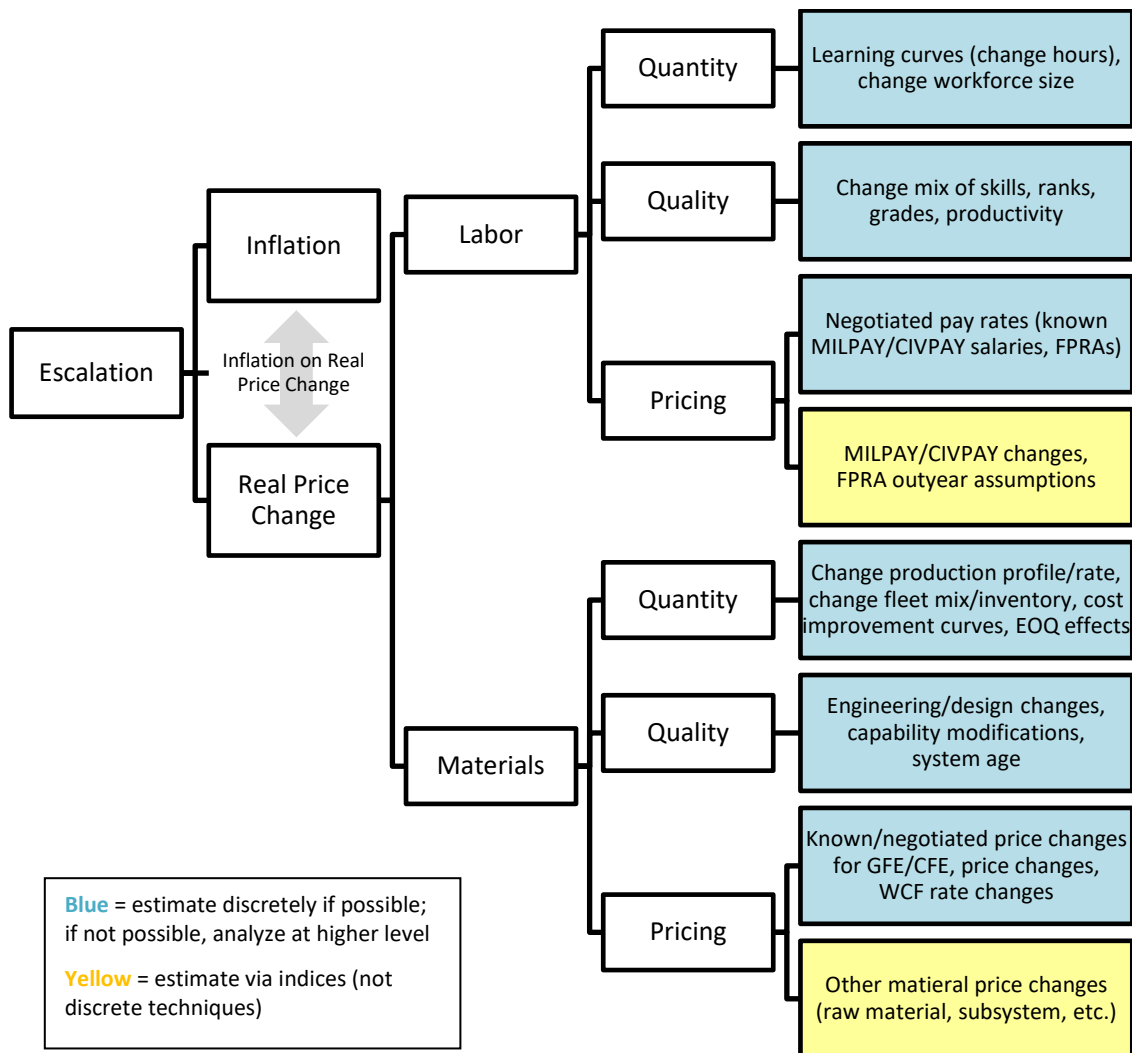 Escalation
Inflation
Inflation on Real
Price Change
Real Price
Change
Labor
Quantity
Learning curves (change hours),
change workforce size
Quality
Change mix of skills, ranks,
grades, productivity
Pricing
Negotiated pay rates (known
MILPAY/CIVPAY salaries, FPRAs)
MILPAY/CIVPAY changes,
FPRA outyear assumptions
Materials
Quantity
Change production profile/rate,
change fleet mix/inventory, cost
improvement curves, EOQ effects
Quality
Engineering/design changes,
capability modifications,
system age
Pricing
Known/negotiated price changes
for GFE/CFE, price changes,
WCF rate changes
Other matieral price changes
(raw material, subsystem, etc.)
Blue = estimate discretely if possible;
if not possible, analyze at higher level
Yellow = estimate via indices (not
discrete techniques)